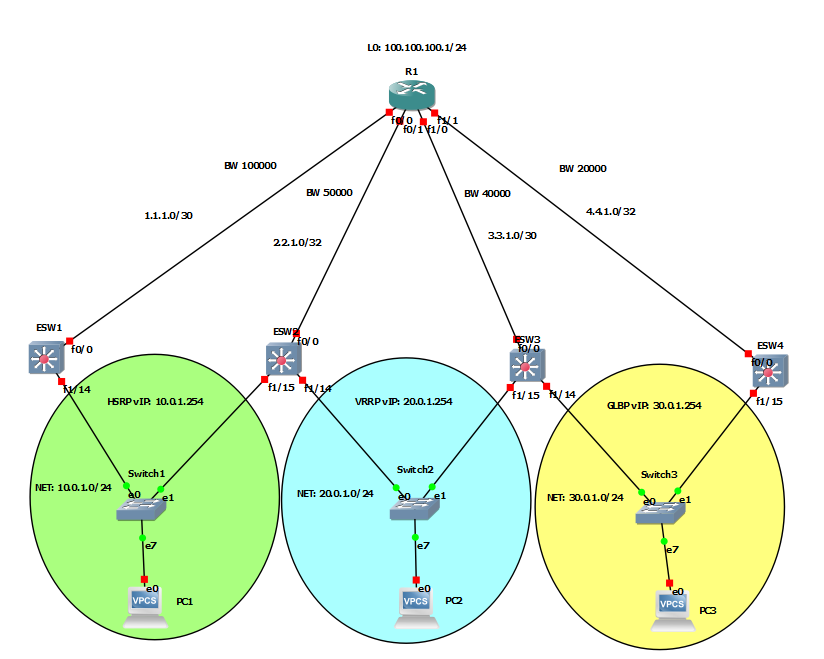 L0: 100.100.100.1/24
R1
f0/0
f1/1
f0/1
f1/0
BW 100000
BW 50000
BW 40000
BW 20000
1.1.1.0/30
2.2.1.0/32
3.3.1.0/30
4.4.1.0/32
ESW1
f0/0
f1/14
ESW2
f0/0
f1/15
f1/14
ESW3
f0/0
f1/15
f1/14
ESW4
f0/0
f1/15
HSRP vIP: 10.0.1.254
VRRP vIP: 20.0.1.254
GLBP vIP: 30.0.1.254
Switch1
e0
e1
NET: 10.0.1.0/24
e7
Switch2
e0
e1
NET: 20.0.1.0/24
e7
Switch3
e0
e1
NET: 30.0.1.0/24
e7
e0
VPCS
PC1
e0
VPCS
PC2
e0
VPCS
PC3